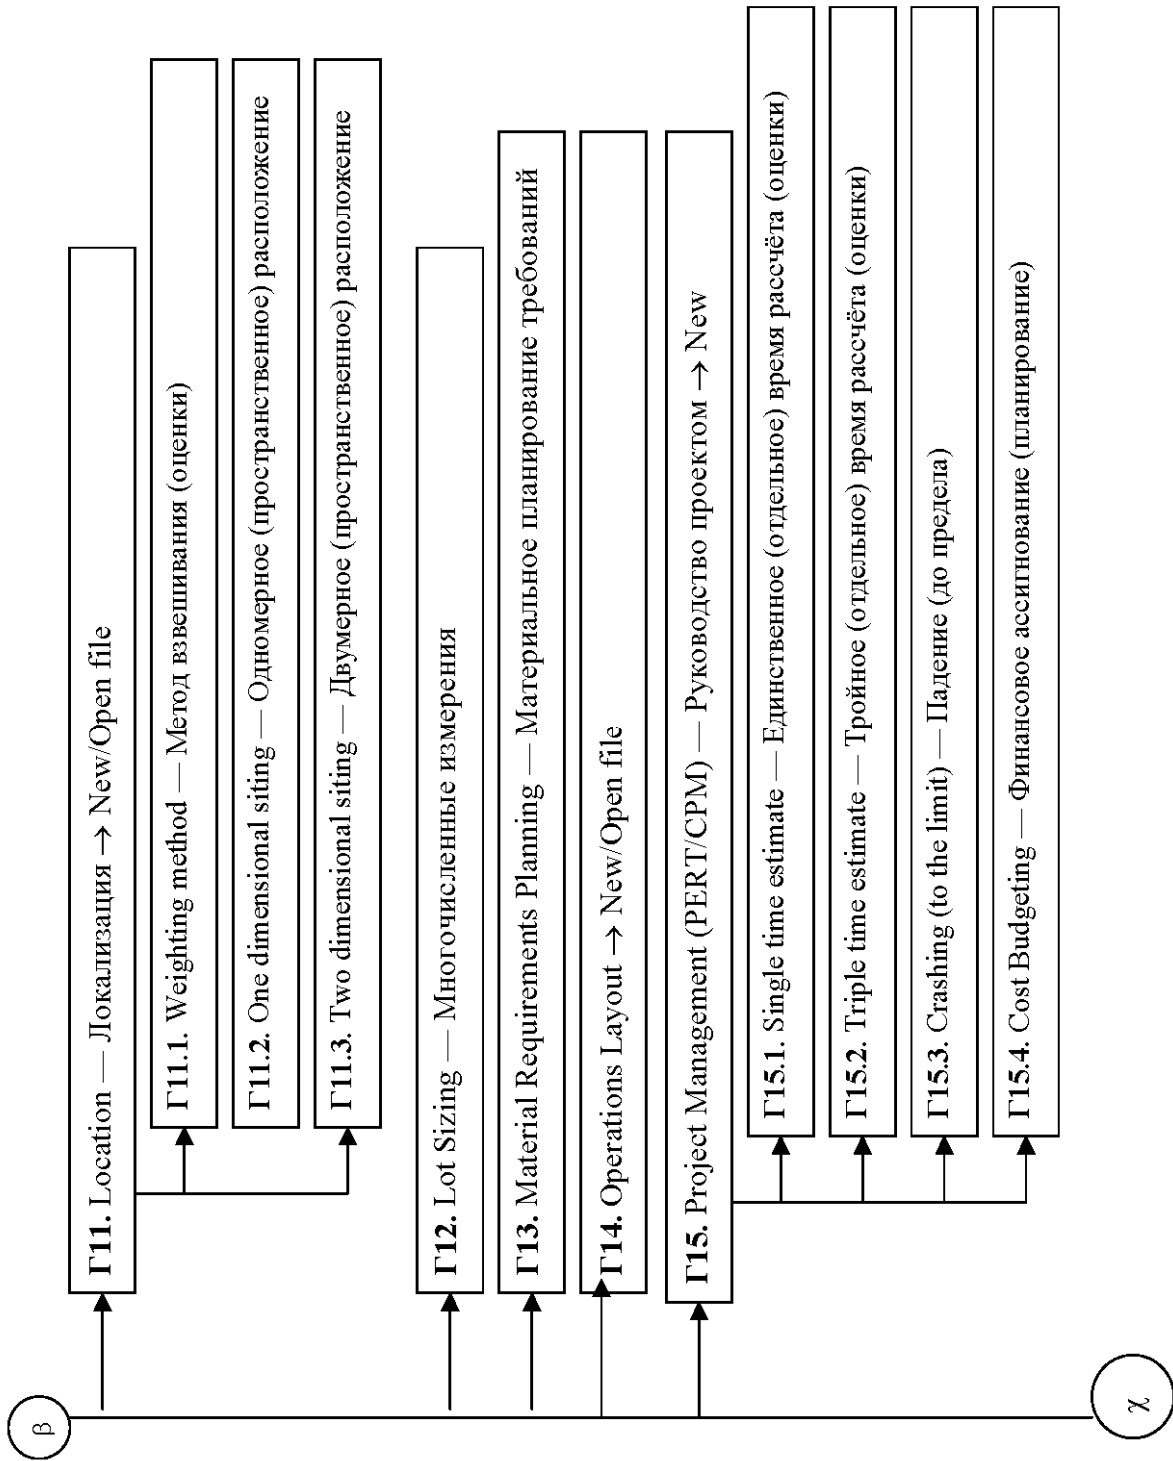 β
Г11. Location — Локализация → New/Open file
Г11.1. Weighting method — Метод взвешивания (оценки)
Г11.2. One dimensional siting — Одномерное (пространственное) расположение
Г11.3. Two dimensional siting — Двумерное (пространственное) расположение
Г12. Lot Sizing — Многочисленные измерения
Г13. Material Requirements Planning — Материальное планирование требований
Г14. Operations Layout → New/Open file
Г15. Project Management (PERT/CPM) — Руководство проектом → New
Г15.1. Single time estimate — Единственное (отдельное) время рассчёта (оценки)
Г15.2. Triple time estimate — Тройное (отдельное) время рассчёта (оценки)
Г15.3. Crashing (to the limit) — Падение (до предела)
Г15.4. Cost Budgeting — Финансовое ассигнование (планирование)
χ